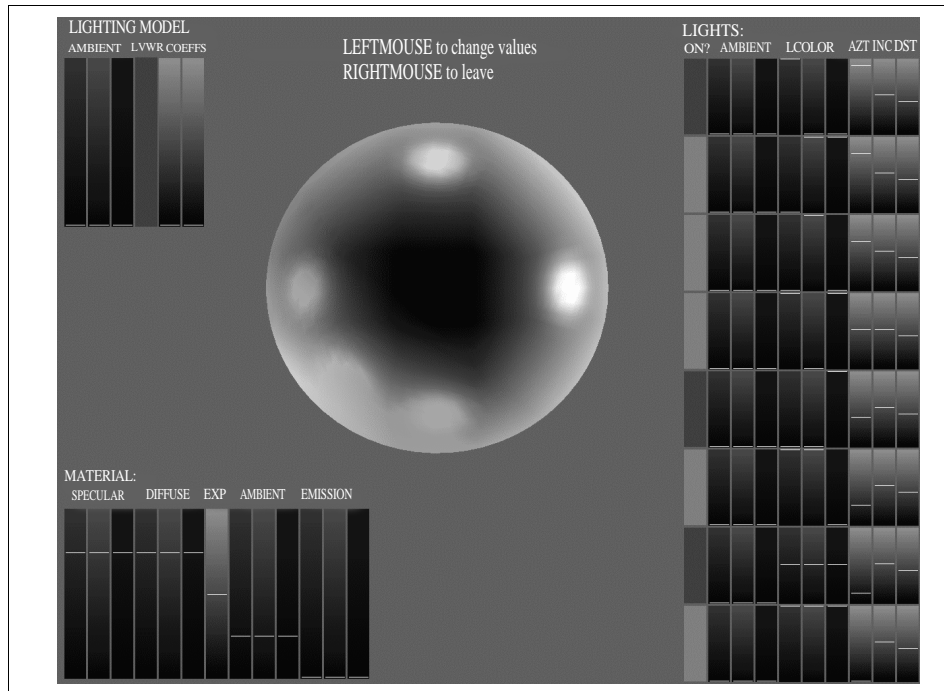 LIGHTING MODEL
AMBIENT LVWR COEFFS
LEFTMOUSE to change values
RIGHTMOUSE to leave
LIGHTS:
ON? AMBIENT LCOLOR AZT INC DST
MATERIAL:
SPECULAR DIFFUSE EXP AMBIENT EMISSION